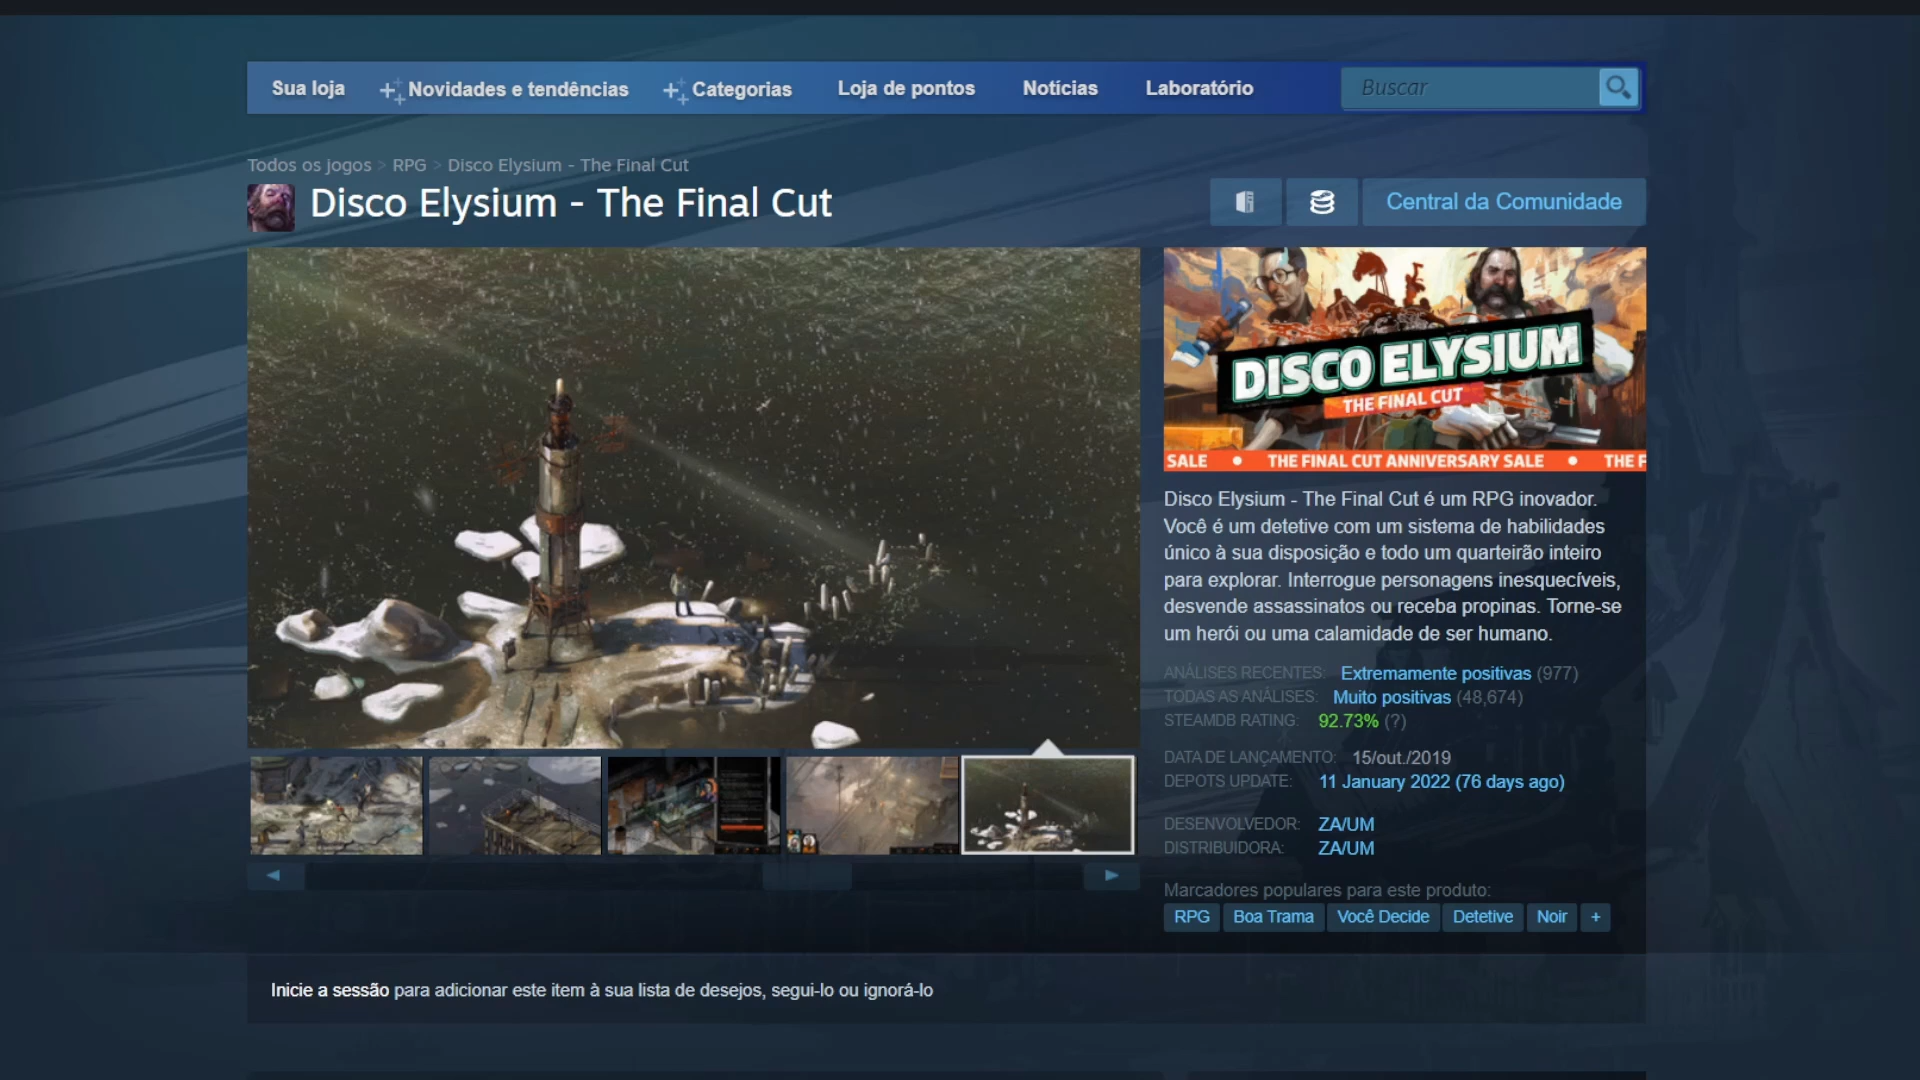 Sua loja
Novidades e tendências
Categorias
Loja de pontos
Notícias
Laboratório
Buscar
Todos os jogos > RPG > Disco Elysium - The Final Cut
Disco Elysium - The Final Cut
Central da Comunidade
DISCO ELYSIUM
THE FINAL CUT
SALE • THE FINAL CUT ANNIVERSARY SALE • THE F
Disco Elysium - The Final Cut é um RPG inovador.
Você é um detetive com um sistema de habilidades
único à sua disposição e todo um quarteirão inteiro
para explorar. Interrogue personagens inesquecíveis,
desvende assassinatos ou receba propinas. Torne-se
um herói ou uma calamidade de ser humano.
ANÁLISES RECENTES: Extremamente positivas (977)
TODAS AS ANÁLISES: Muito positivas (48,674)
STEAMDB RATING: 92.73% (?)
DATA DE LANÇAMENTO: 15/out./2019
DEPOTS UPDATE: 11 January 2022 (76 days ago)
DESENVOLVEDOR: ZA/UM
DISTRIBUIDORA: ZA/UM
Marcadores populares para este produto:
RPG Boa Trama Você Decide Detetive Noir +
Inicie a sessão para adicionar este item à sua lista de desejos, segui-lo ou ignorá-lo